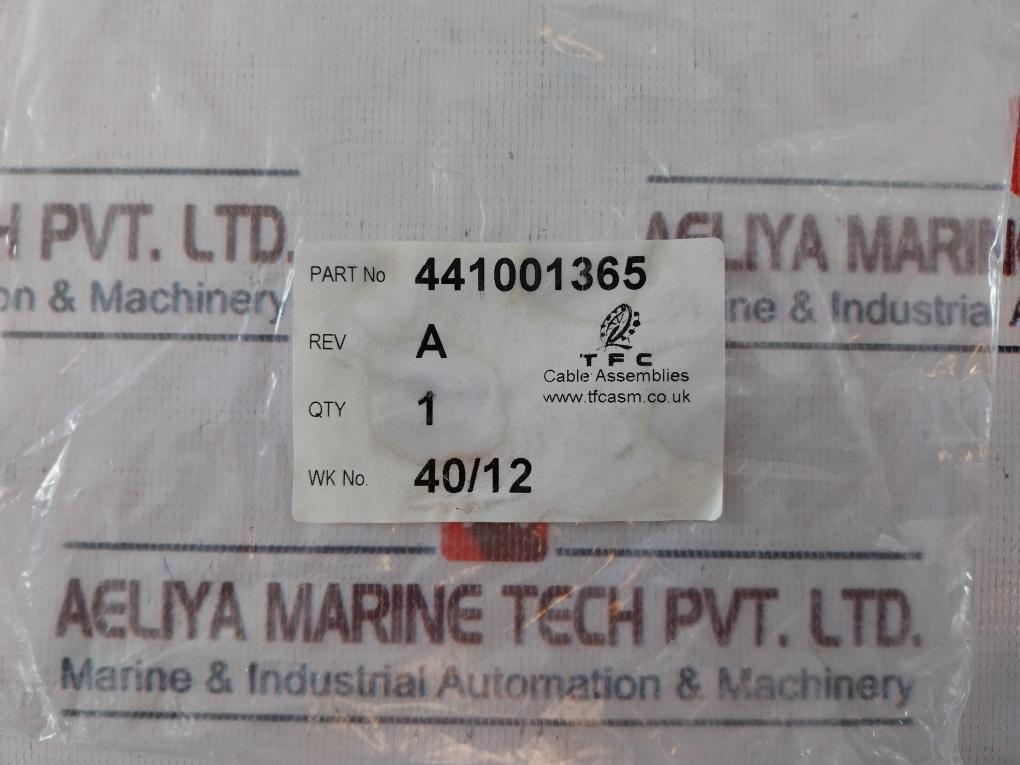 H PVT. LTD.
on & Machinery
AELIYA MARIN
ine & Industrial A
PART No 441001365
REV A
QTY 1
WK No. 40/12
TFC
Cable Assemblies
www.tfcasm.co.uk
AELIYA MARINE TECH PVT. LTD.
Marine & Industrial Automation & Machinery